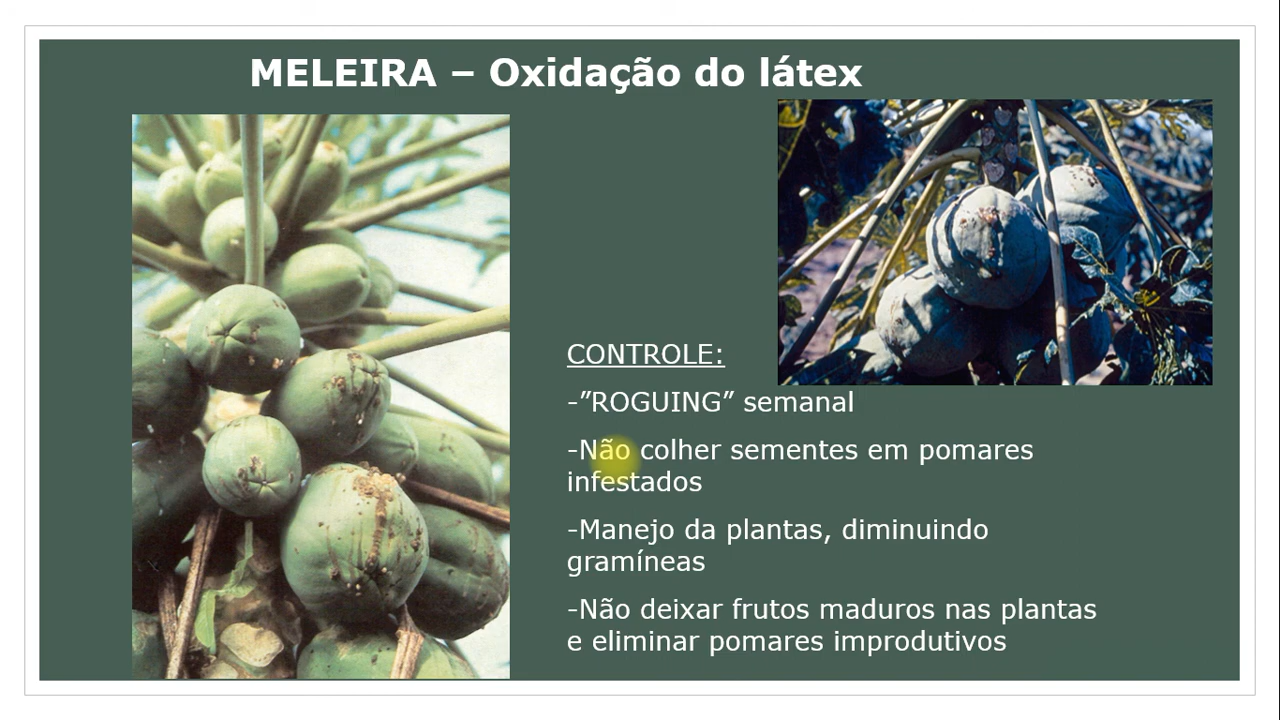 MELEIRA – Oxidação do látex
CONTROLE:
-”ROGUING” semanal
-Não colher sementes em pomares
infestados
-Manejo da plantas, diminuindo
gramíneas
-Não deixar frutos maduros nas plantas
e eliminar pomares improdutivos